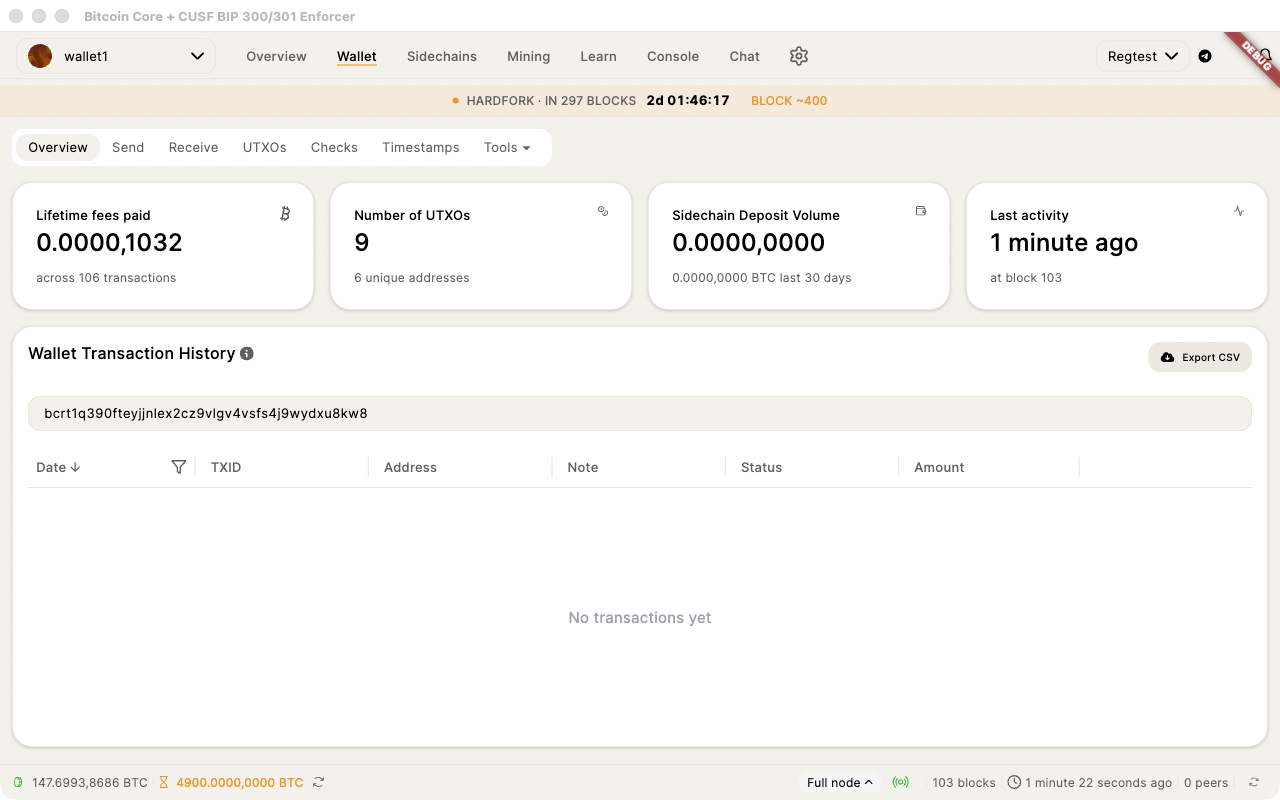 Bitcoin Core + CUSF BIP 300/301 Enforcer
wallet1
Overview
Wallet
Sidechains
Mining
Learn
Console
Chat
Regtest
DEBUG
HARDFORK · IN 297 BLOCKS 2d 01:46:17 BLOCK ~400
Overview
Send
Receive
UTXOs
Checks
Timestamps
Tools
Lifetime fees paid
0.0000,1032
across 106 transactions
Number of UTXOs
9
6 unique addresses
Sidechain Deposit Volume
0.0000,0000
0.0000,0000 BTC last 30 days
Last activity
1 minute ago
at block 103
Wallet Transaction History
Export CSV
bcrt1q390fteyjjnlex2cz9vlgv4vsfs4j9wydxu8kw8
Date
TXID
Address
Note
Status
Amount
No transactions yet
147.6993,8686 BTC
4900.0000,0000 BTC
Full node
103 blocks
1 minute 22 seconds ago
0 peers